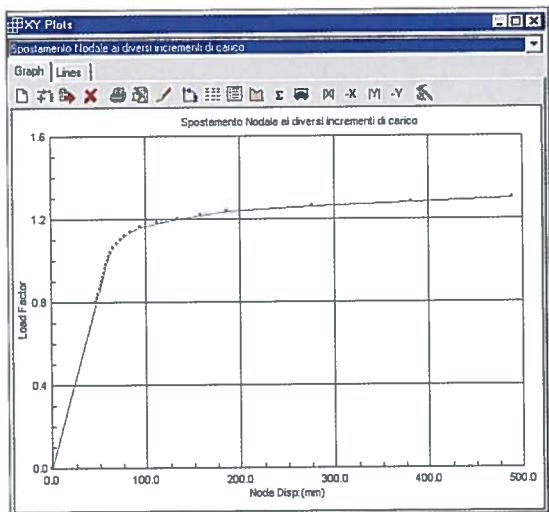 XY Plots
Spostamento Nodale ai diversi incrementi di carico
Graph Lines
Σ -X -Y
Spostamento Nodale ai diversi incrementi di carico
1.6
1.2
0.8
0.4
0.0
Load Factor
0.0 100.0 200.0 300.0 400.0 500.0
Node Disp:(mm)